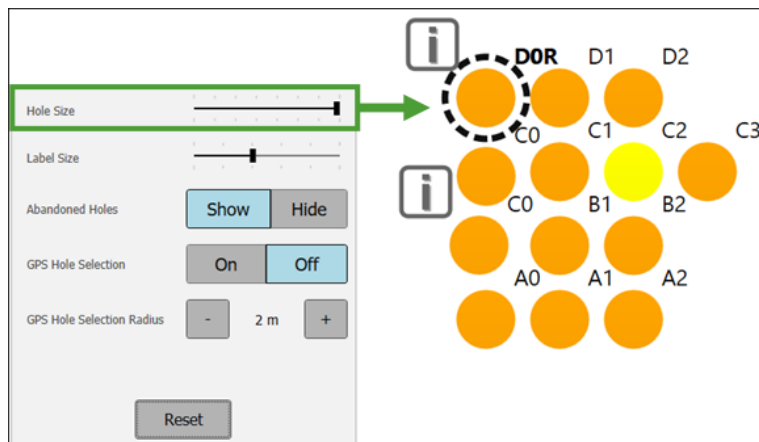 Hole Size
Label Size
Abandoned Holes Show Hide
GPS Hole Selection On Off
GPS Hole Selection Radius - 2 m +
Reset
i D0R D1 D2
C0 C1 C2 C3
i C0 B1 B2
A0 A1 A2